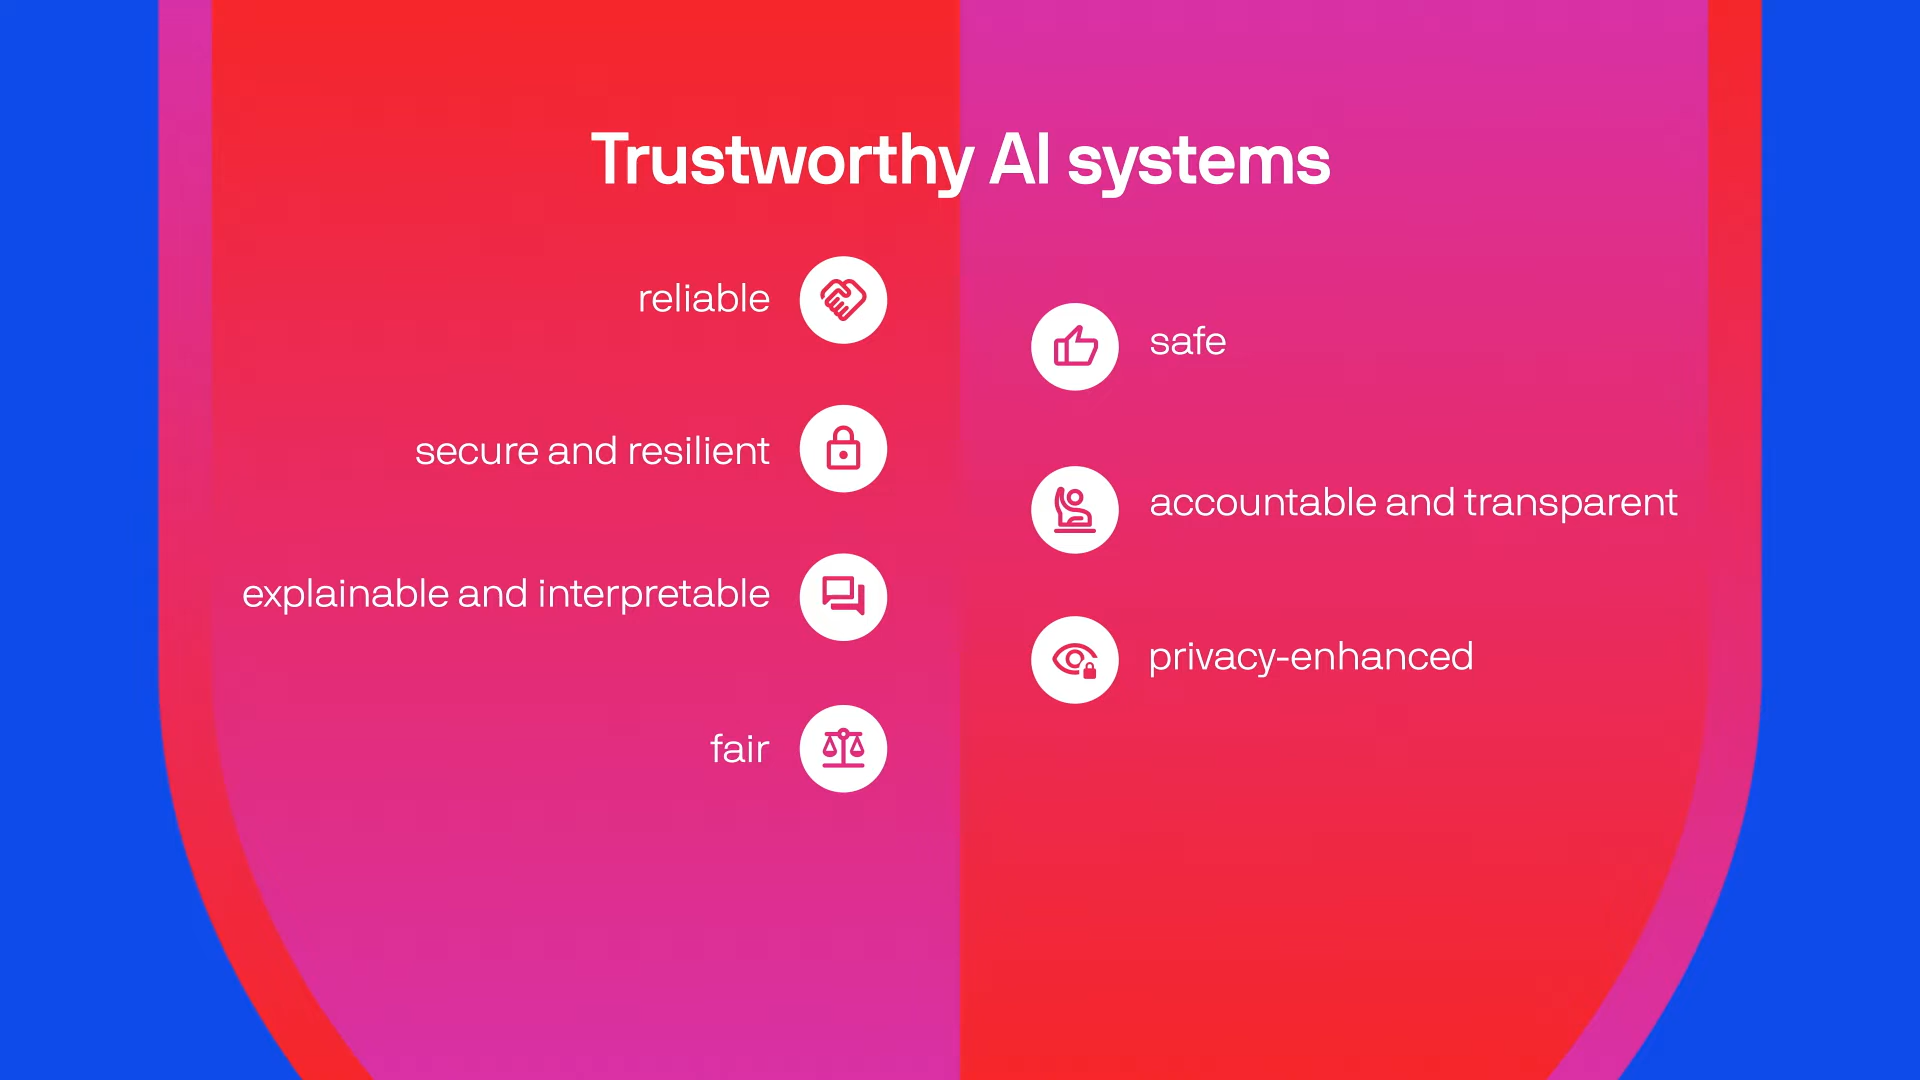 Trustworthy AI systems
reliable
safe
secure and resilient
accountable and transparent
explainable and interpretable
privacy-enhanced
fair